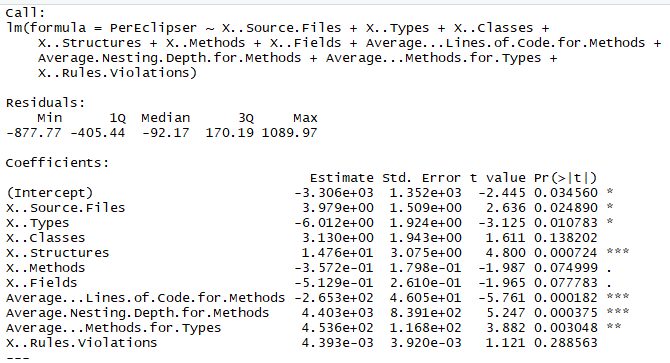 Call:
lm(formula = PerEclipser ~ X..Source.Files + X..Types + X..Classes +
    X..Structures + X..Methods + X..Fields + Average...Lines.of.Code.for.Methods +
    Average.Nesting.Depth.for.Methods + Average...Methods.for.Types +
    X..Rules.Violations)
Residuals:
    Min      1Q  Median      3Q     Max
-877.77 -405.44  -92.17  170.19 1089.97
Coefficients:
                                    Estimate Std. Error t value Pr(>|t|)
(Intercept)                       -3.306e+03  1.352e+03  -2.445 0.034560 *
X..Source.Files                    3.979e+00  1.509e+00   2.636 0.024890 *
X..Types                          -6.012e+00  1.924e+00  -3.125 0.010783 *
X..Classes                         3.130e+00  1.943e+00   1.611 0.138202
X..Structures                      1.476e+01  3.075e+00   4.800 0.000724 ***
X..Methods                        -3.572e-01  1.798e-01  -1.987 0.074999 .
X..Fields                         -5.129e-01  2.610e-01  -1.965 0.077783 .
Average...Lines.of.Code.for.Methods -2.653e+02  4.605e+01  -5.761 0.000182 ***
Average.Nesting.Depth.for.Methods  4.403e+03  8.391e+02   5.247 0.000375 ***
Average...Methods.for.Types        4.536e+02  1.168e+02   3.882 0.003048 **
X..Rules.Violations                4.393e-03  3.920e-03   1.121 0.288563
---